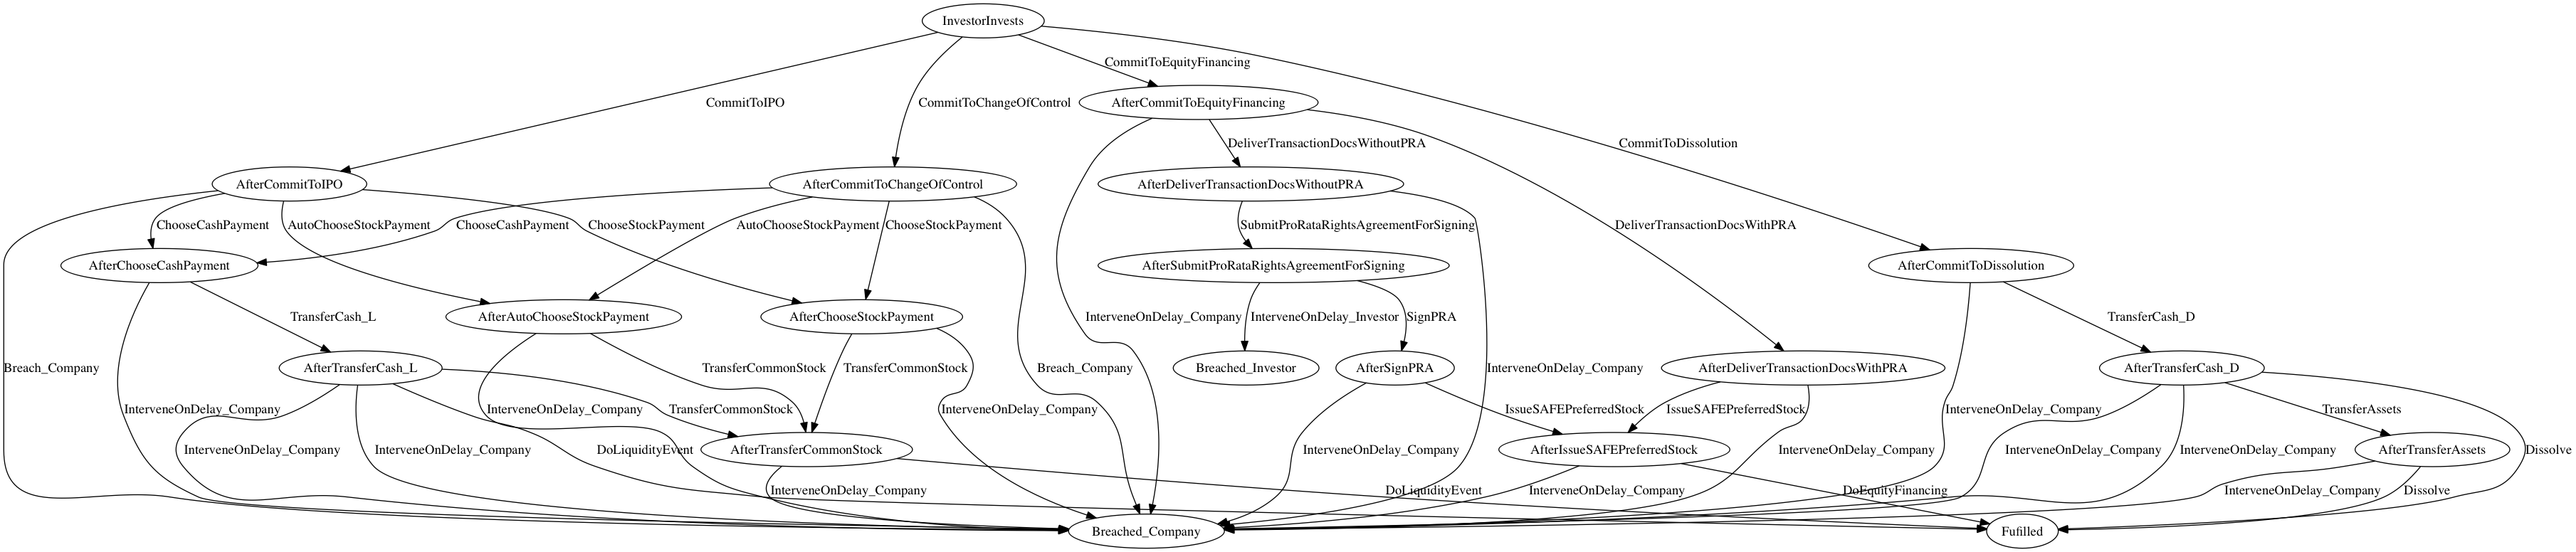 InvestorInvests
CommitToEquityFinancing
CommitToIPO
CommitToChangeOfControl
AfterCommitToEquityFinancing
DeliverTransactionDocsWithoutPRA
CommitToDissolution
AfterCommitToIPO
AfterCommitToChangeOfControl
AfterDeliverTransactionDocsWithoutPRA
ChooseCashPayment
AutoChooseStockPayment
ChooseCashPayment
ChooseStockPayment
AutoChooseStockPayment
ChooseStockPayment
SubmitProRataRightsAgreementForSigning
DeliverTransactionDocsWithPRA
AfterChooseCashPayment
AfterSubmitProRataRightsAgreementForSigning
AfterCommitToDissolution
TransferCash_L
AfterAutoChooseStockPayment
AfterChooseStockPayment
InterveneOnDelay_Company
InterveneOnDelay_Investor
SignPRA
TransferCash_D
Breach_Company
AfterTransferCash_L
TransferCommonStock
TransferCommonStock
Breach_Company
Breached_Investor
AfterSignPRA
InterveneOnDelay_Company
AfterDeliverTransactionDocsWithPRA
AfterTransferCash_D
InterveneOnDelay_Company
InterveneOnDelay_Company
TransferCommonStock
InterveneOnDelay_Company
IssueSAFEPreferredStock
IssueSAFEPreferredStock
InterveneOnDelay_Company
TransferAssets
InterveneOnDelay_Company
InterveneOnDelay_Company
DoLiquidityEvent
AfterTransferCommonStock
InterveneOnDelay_Company
AfterIssueSAFEPreferredStock
InterveneOnDelay_Company
InterveneOnDelay_Company
InterveneOnDelay_Company
AfterTransferAssets
Dissolve
InterveneOnDelay_Company
DoLiquidityEvent
InterveneOnDelay_Company
DoEquityFinancing
InterveneOnDelay_Company
Dissolve
Breached_Company
Fufilled